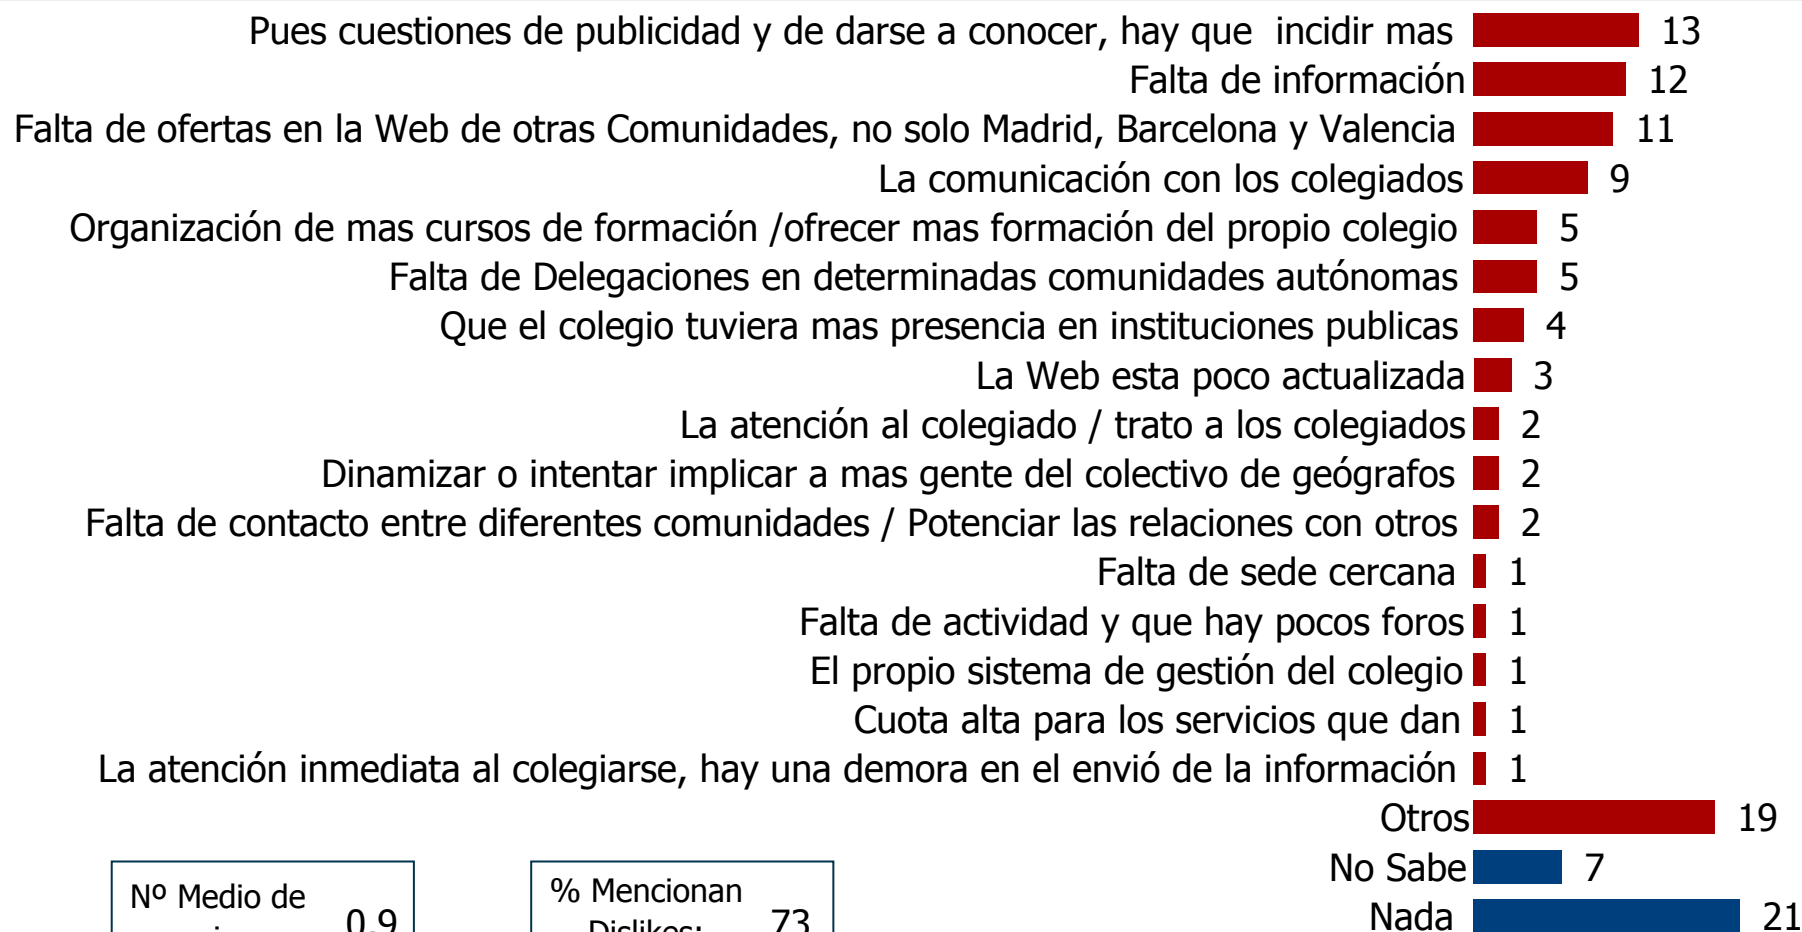 Pues cuestiones de publicidad y de darse a conocer, hay que incidir mas 13
Falta de información 12
Falta de ofertas en la Web de otras Comunidades, no solo Madrid, Barcelona y Valencia 11
La comunicación con los colegiados 9
Organización de mas cursos de formación /ofrecer mas formación del propio colegio 5
Falta de Delegaciones en determinadas comunidades autónomas 5
Que el colegio tuviera mas presencia en instituciones publicas 4
La Web esta poco actualizada 3
La atención al colegiado / trato a los colegiados 2
Dinamizar o intentar implicar a mas gente del colectivo de geógrafos 2
Falta de contacto entre diferentes comunidades / Potenciar las relaciones con otros 2
Falta de sede cercana 1
Falta de actividad y que hay pocos foros 1
El propio sistema de gestión del colegio 1
Cuota alta para los servicios que dan 1
La atención inmediata al colegiarse, hay una demora en el envió de la información 1
Otros 19
No Sabe 7
Nada 21
Nº Medio de
0,9
% Mencionan
Dislikes: 73